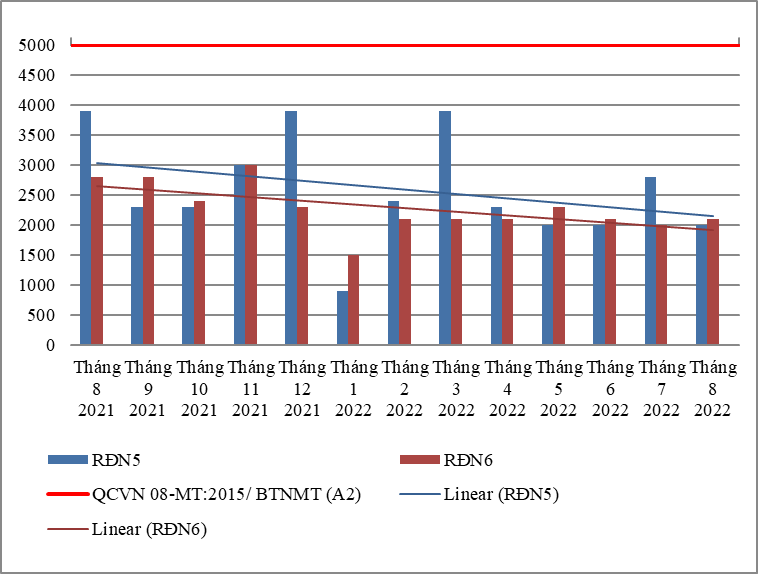 5000
4500
4000
3500
3000
2500
2000
1500
1000
500
0
Tháng Tháng Tháng Tháng Tháng Tháng Tháng Tháng Tháng Tháng Tháng Tháng Tháng
8 9 10 11 12 1 2 3 4 5 6 7 8
2021 2021 2021 2021 2021 2022 2022 2022 2022 2022 2022 2022 2022
RĐN5 RĐN6
QCVN 08-MT:2015/ BTNMT (A2) Linear (RĐN5)
Linear (RĐN6)